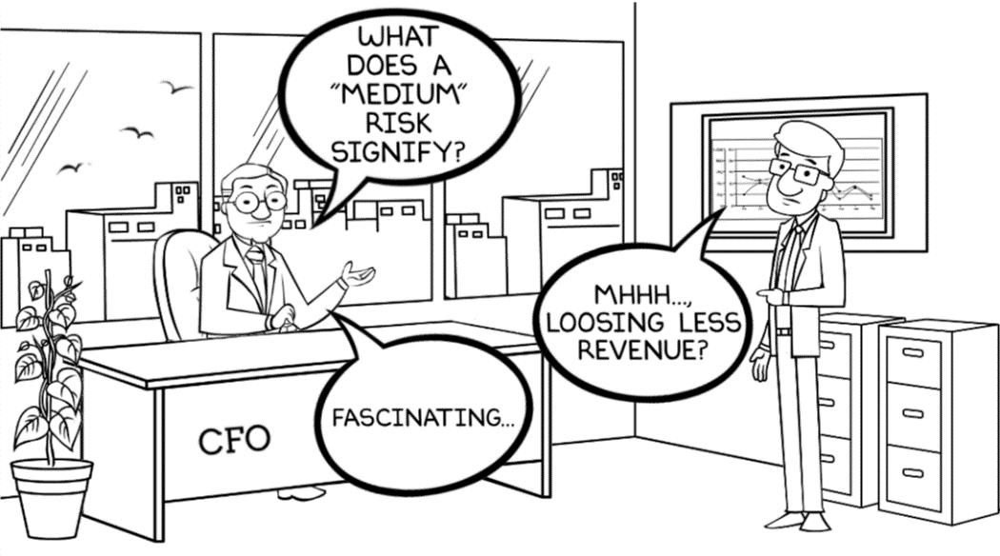 WHAT
DOES A
"MEDIUM"
RISK
SIGNIFY?
MHHH...,
LOOSING LESS
REVENUE?
FASCINATING...
CFO